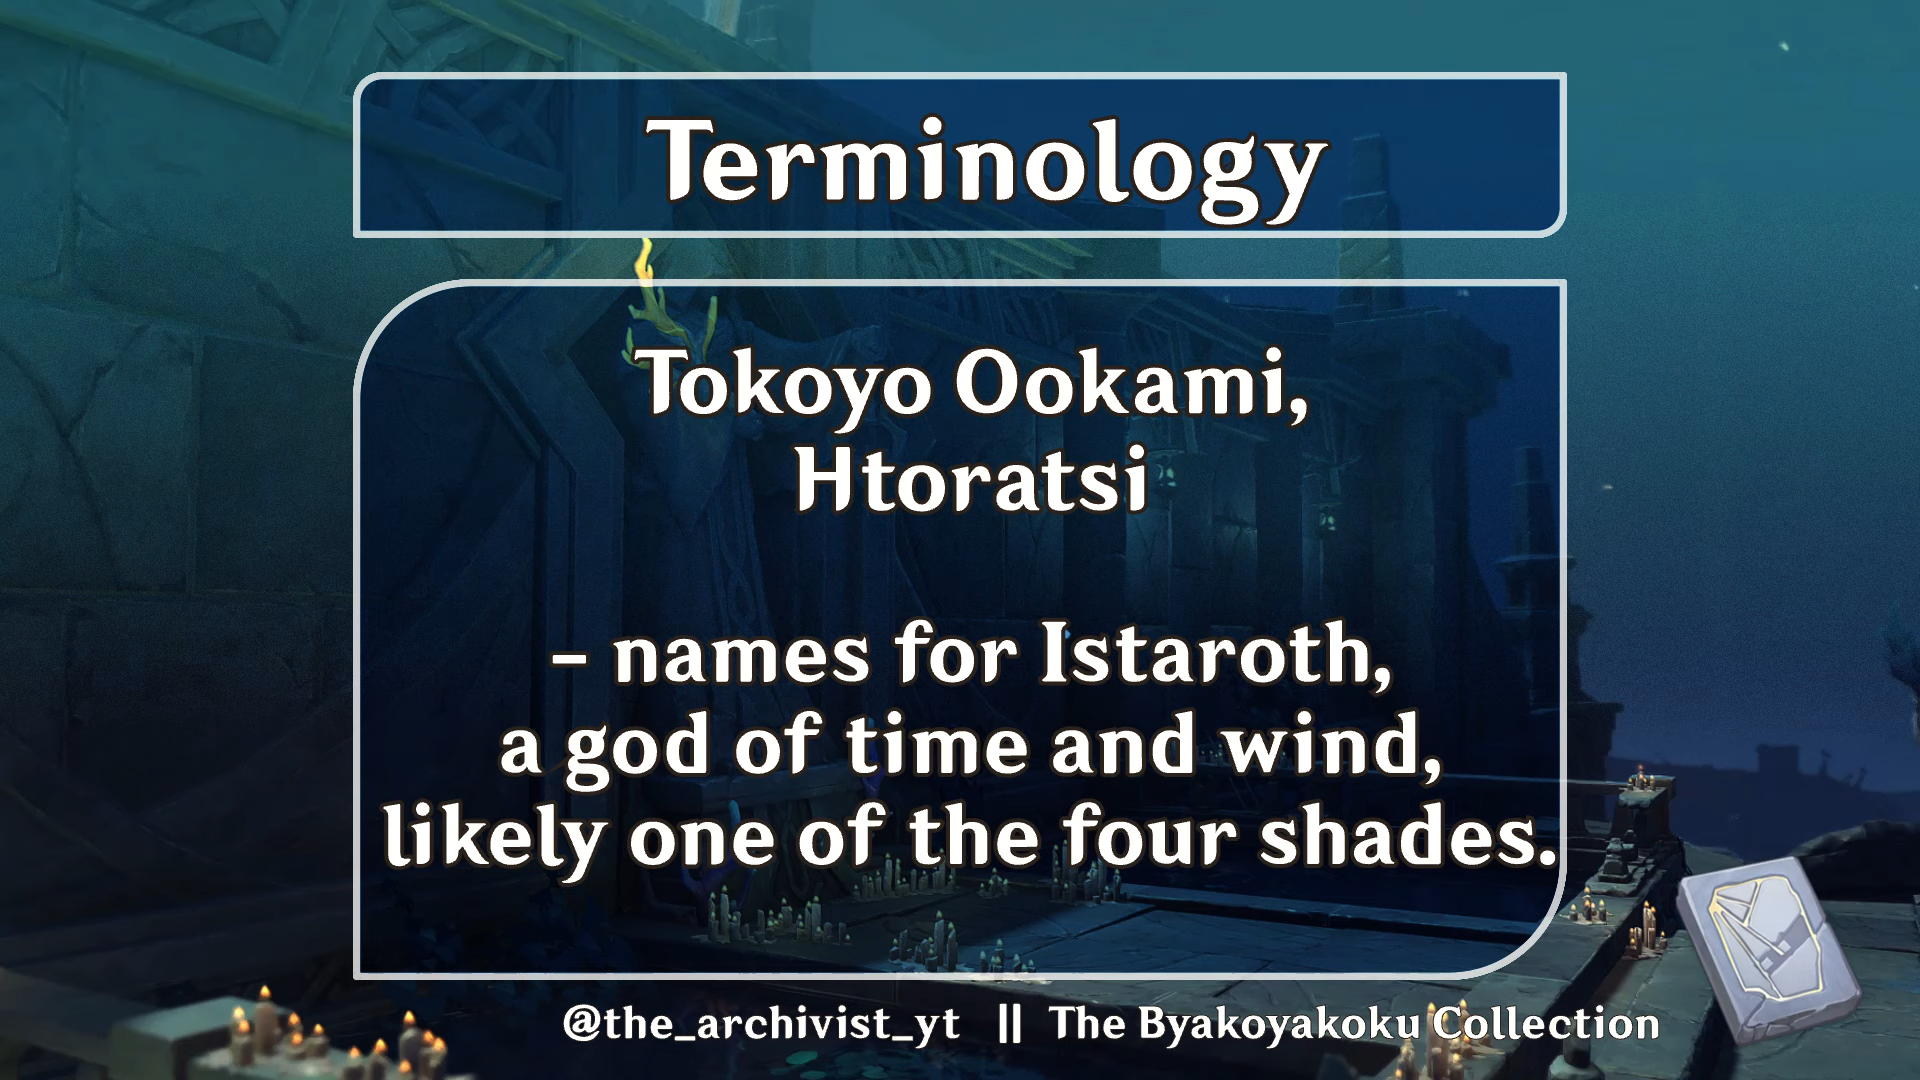 Terminology
Tokoyo Ookami,
Htoratsi
– names for Istaroth,
a god of time and wind,
likely one of the four shades.
@the_archivist_yt || The Byakoyakoku Collection